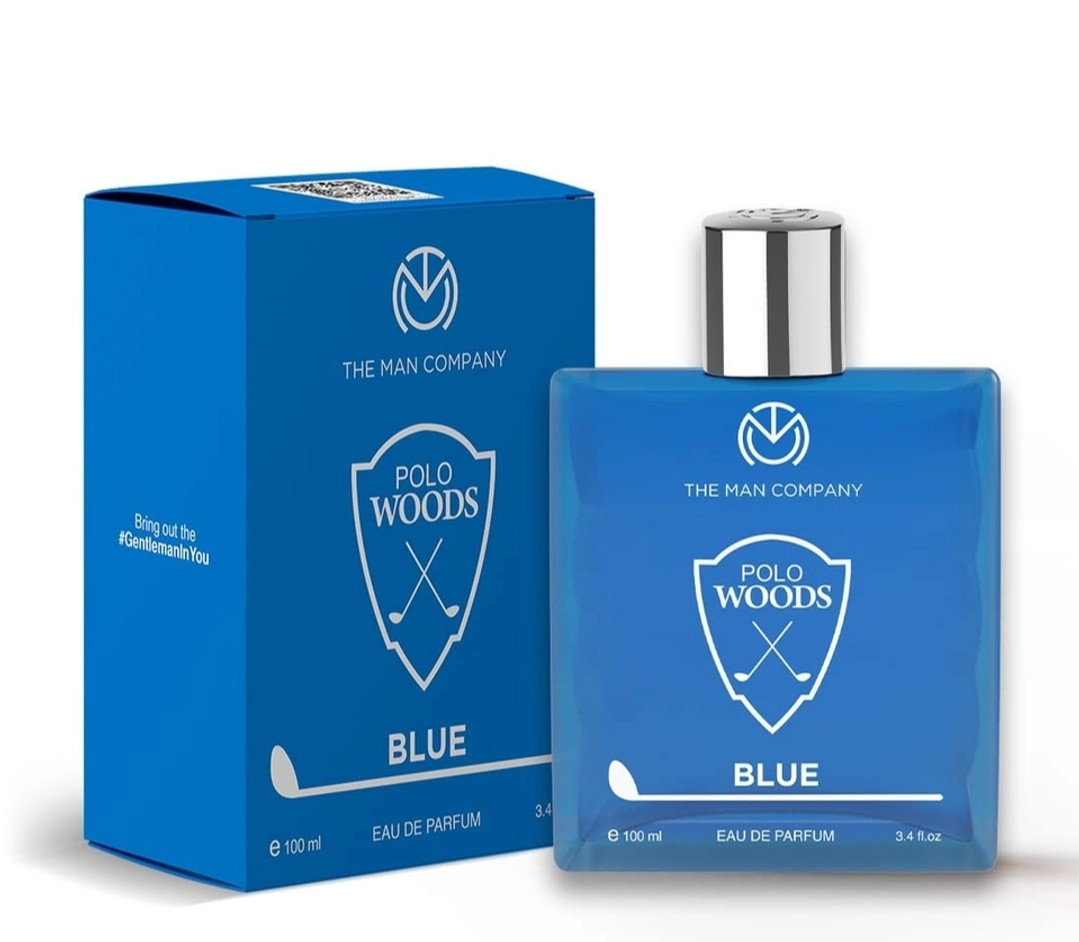 THE MAN COMPANY
POLO
WOODS
BLUE
EAU DE PARFUM
e 100 ml
3.4
Bring out the
#GentlemanInYou
THE MAN COMPANY
POLO
WOODS
BLUE
e 100 ml
EAU DE PARFUM
3.4 fl.oz